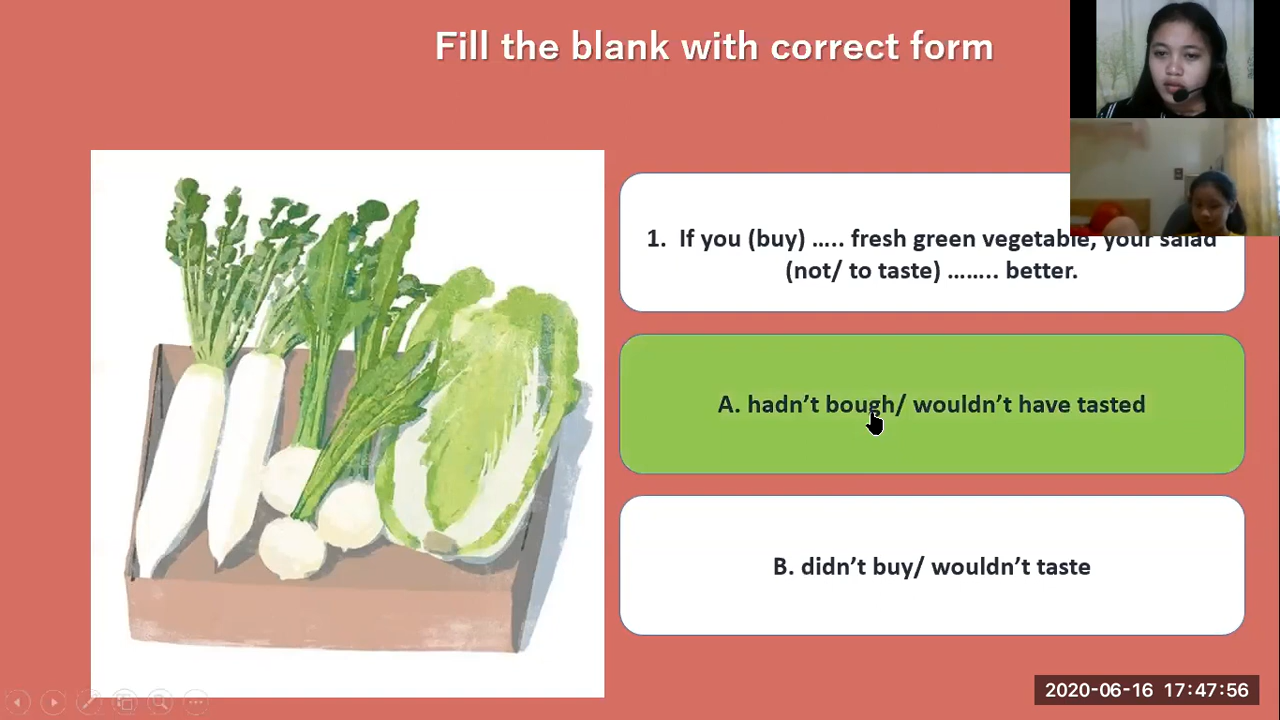 Fill the blank with correct form
1. If you (buy) ..... fresh green vegetable, your salad
(not/ to taste) ........ better.
A. hadn't bough/ wouldn't have tasted
B. didn't buy/ wouldn't taste
2020-06-16 17:47:56